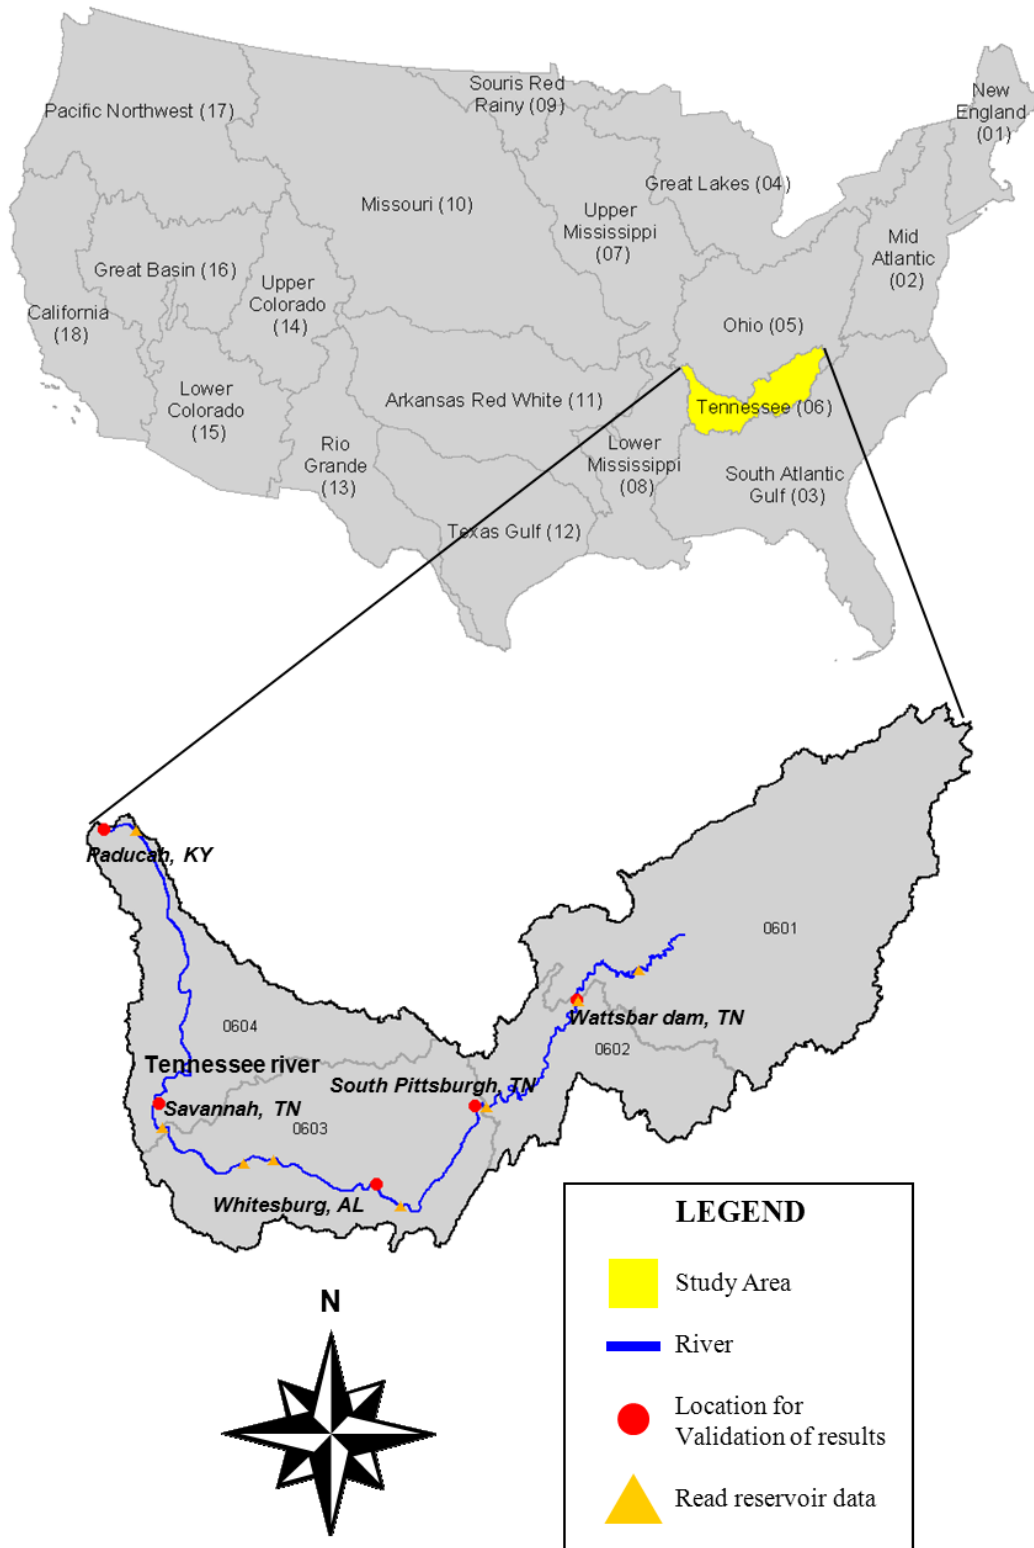 Souris Red
Rainy (09)
New
England
(01)
Pacific Northwest (17)
Great Lakes (04)
Missouri (10)
Upper
Mississippi
(07)
Mid
Atlantic
(02)
Great Basin (16)
Upper
Colorado
(14)
California
(18)
Ohio (05)
Lower
Colorado
(15)
Arkansas Red White (11)
Tennessee (06)
Rio
Grande
(13)
Lower
Mississippi
(08)
South Atlantic
Gulf (03)
Texas Gulf (12)
Paducah, KY
0601
0604
Wattsbar dam, TN
0602
Tennessee river
South Pittsburgh, TN
Savannah, TN
0603
Whitesburg, AL
N
LEGEND
Study Area
River
Location for
Validation of results
Read reservoir data